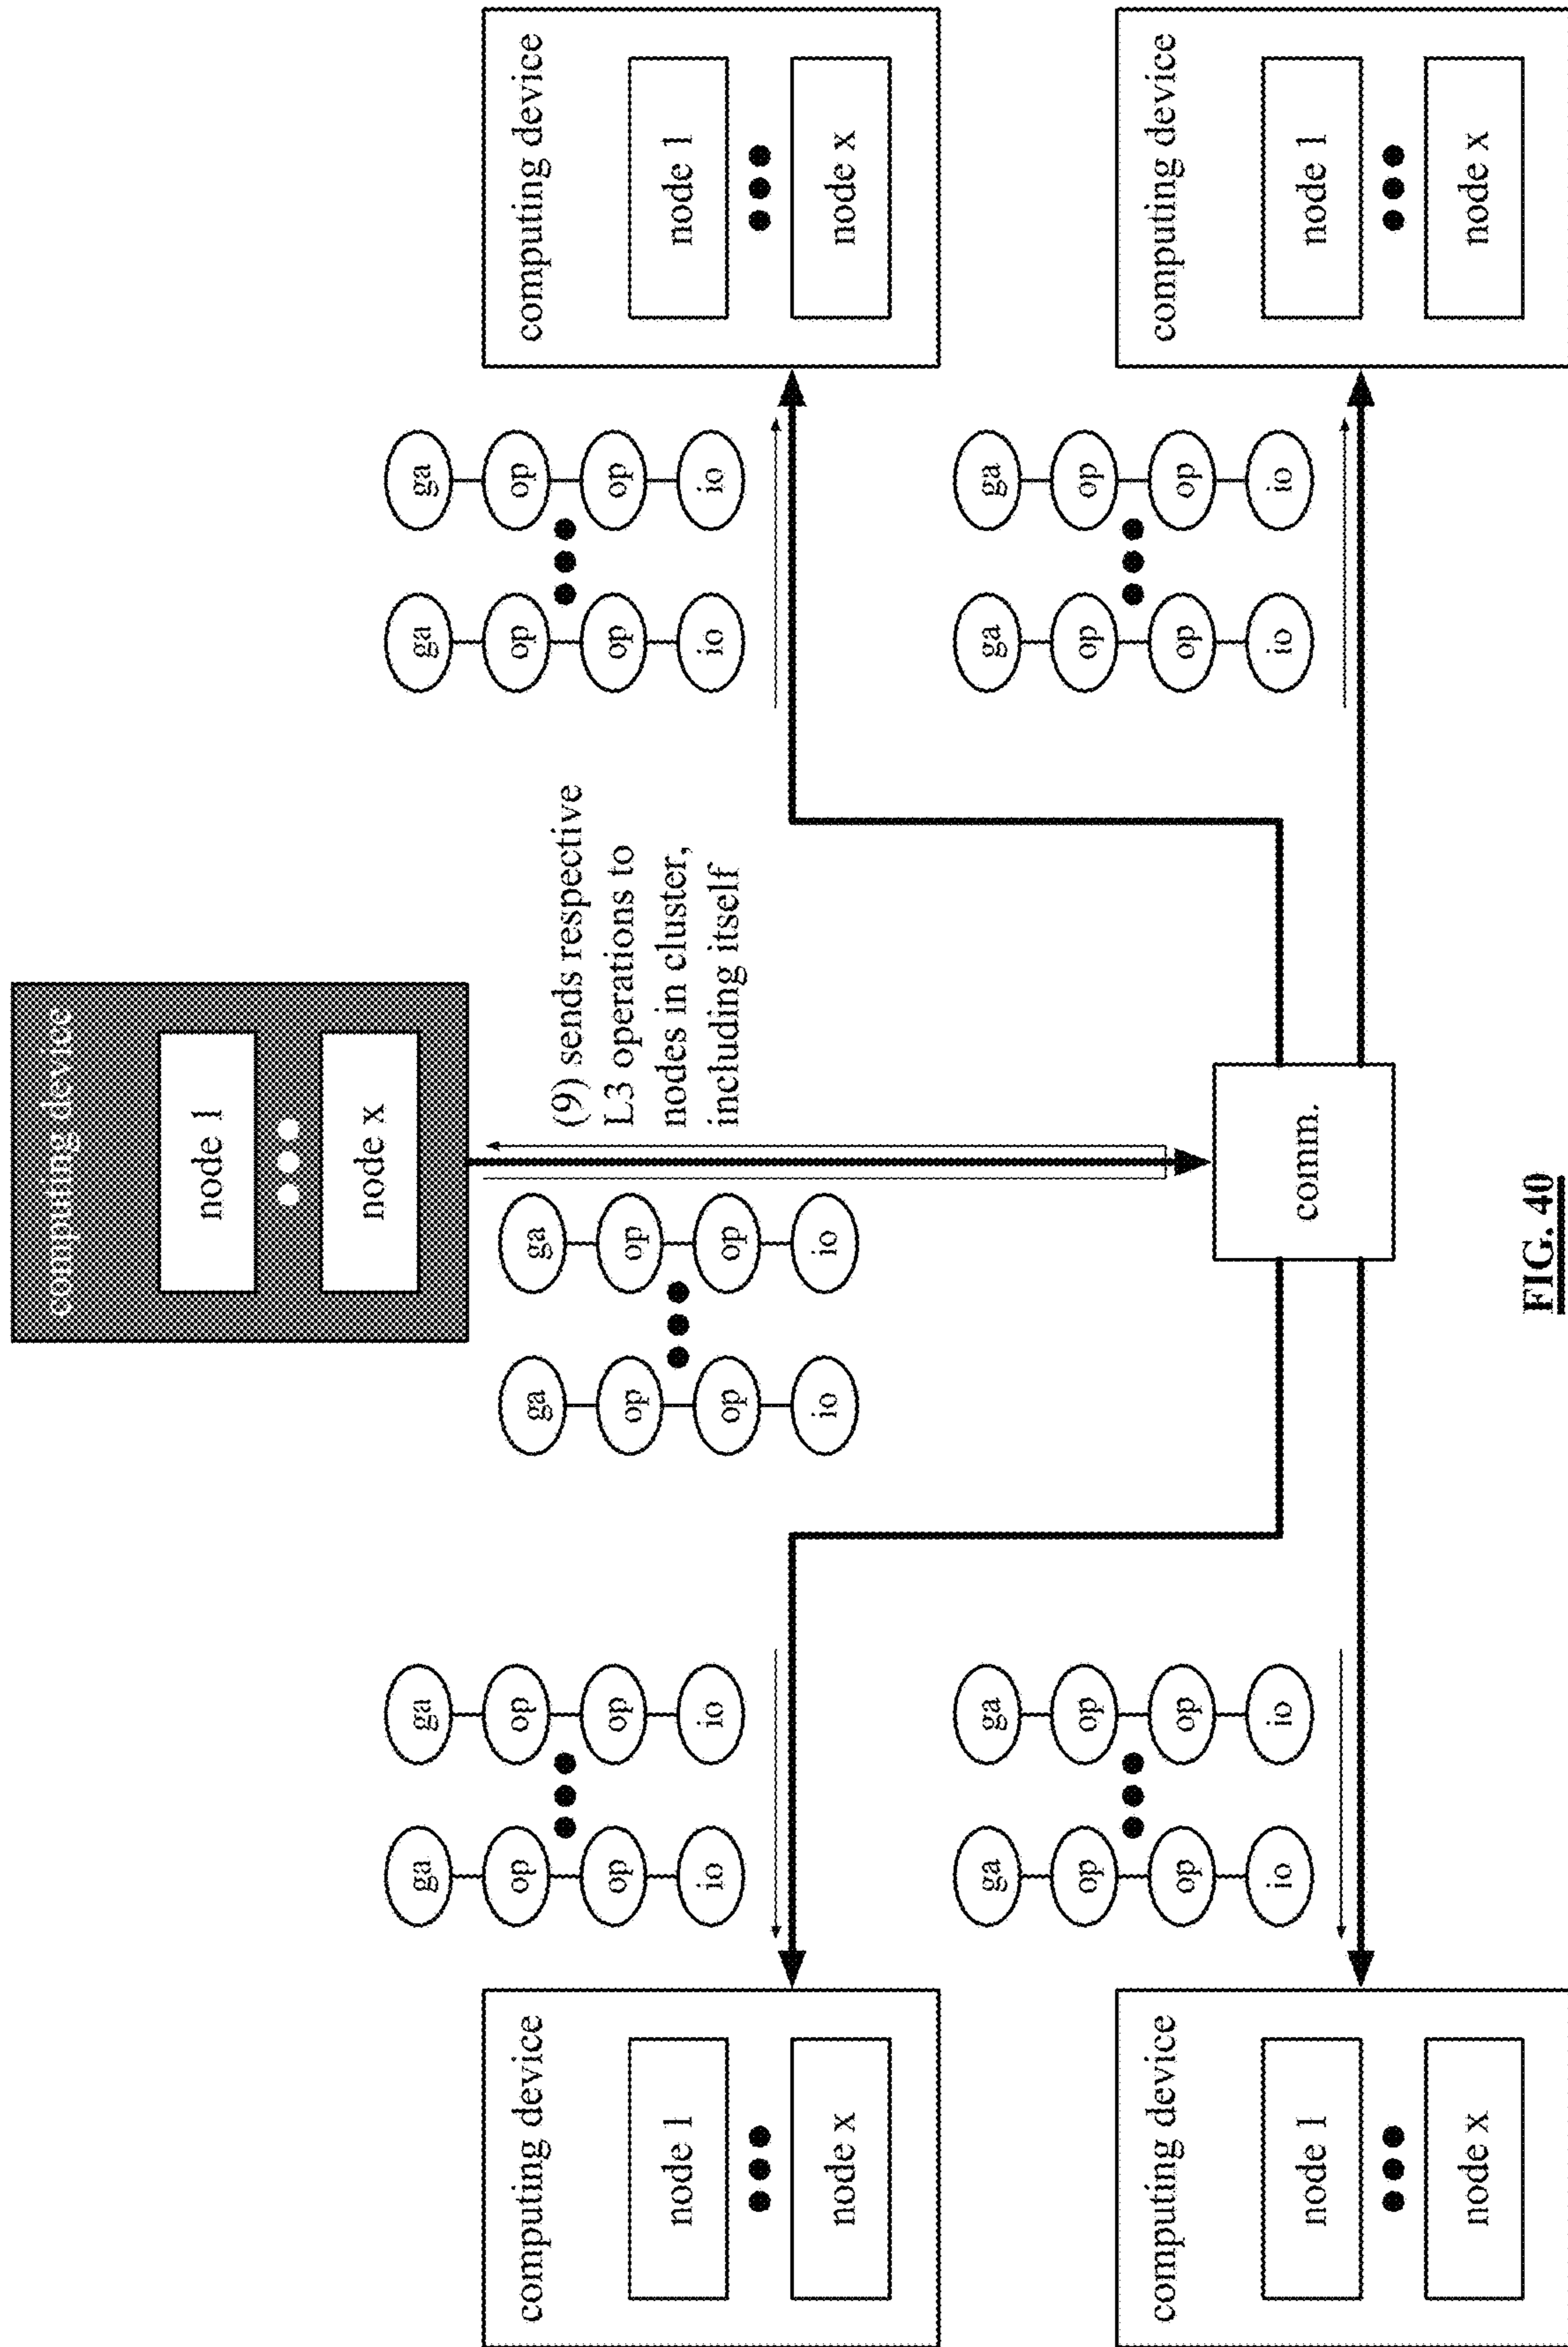 computing device
node 1
node x
computing device
node 1
node x
ga ga
op op
op op
io io
ga ga
op op
op op
io io
(9) sends respective
L3 operations to
nodes in cluster,
including itself
ga ga
op op
op op
io io
computing device
node 1
node x
computing device
node 1
node x
ga ga
op op
op op
io io
comm.
ga ga
op op
op op
io io
computing device
node 1
node x
FIG. 40